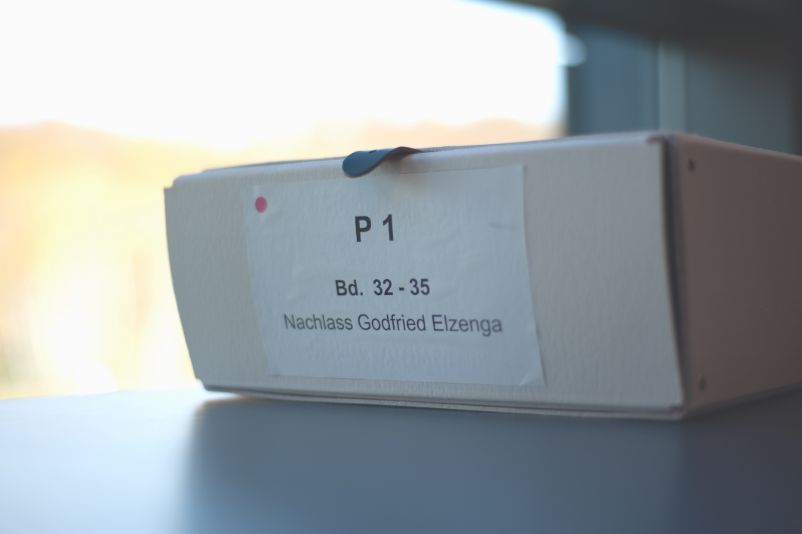 P 1
Bd. 32 - 35
Nachlass Godfried Elzenga